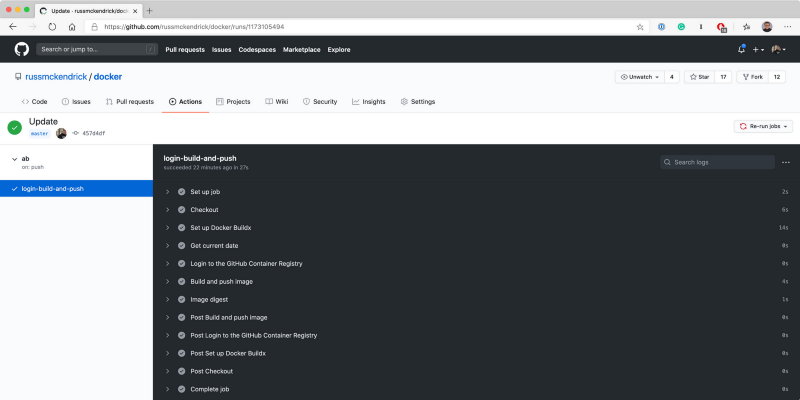 Update · russmckendrick/docke
https://github.com/russmckendrick/docker/runs/1173105494
Search or jump to...
/
Pull requests
Issues
Codespaces
Marketplace
Explore
russmckendrick / docker
Unwatch
4
Star
17
Fork
12
Code
Issues
Pull requests
Actions
Projects
Wiki
Security
Insights
Settings
Update
master
457d4df
Re-run jobs
ab
on: push
login-build-and-push
login-build-and-push
succeeded 22 minutes ago in 27s
Search logs
Set up job 2s
Checkout 6s
Set up Docker Buildx 14s
Get current date 0s
Login to the GitHub Container Registry 0s
Build and push image 4s
Image digest 1s
Post Build and push image 0s
Post Login to the GitHub Container Registry 0s
Post Set up Docker Buildx 0s
Post Checkout 0s
Complete job 0s